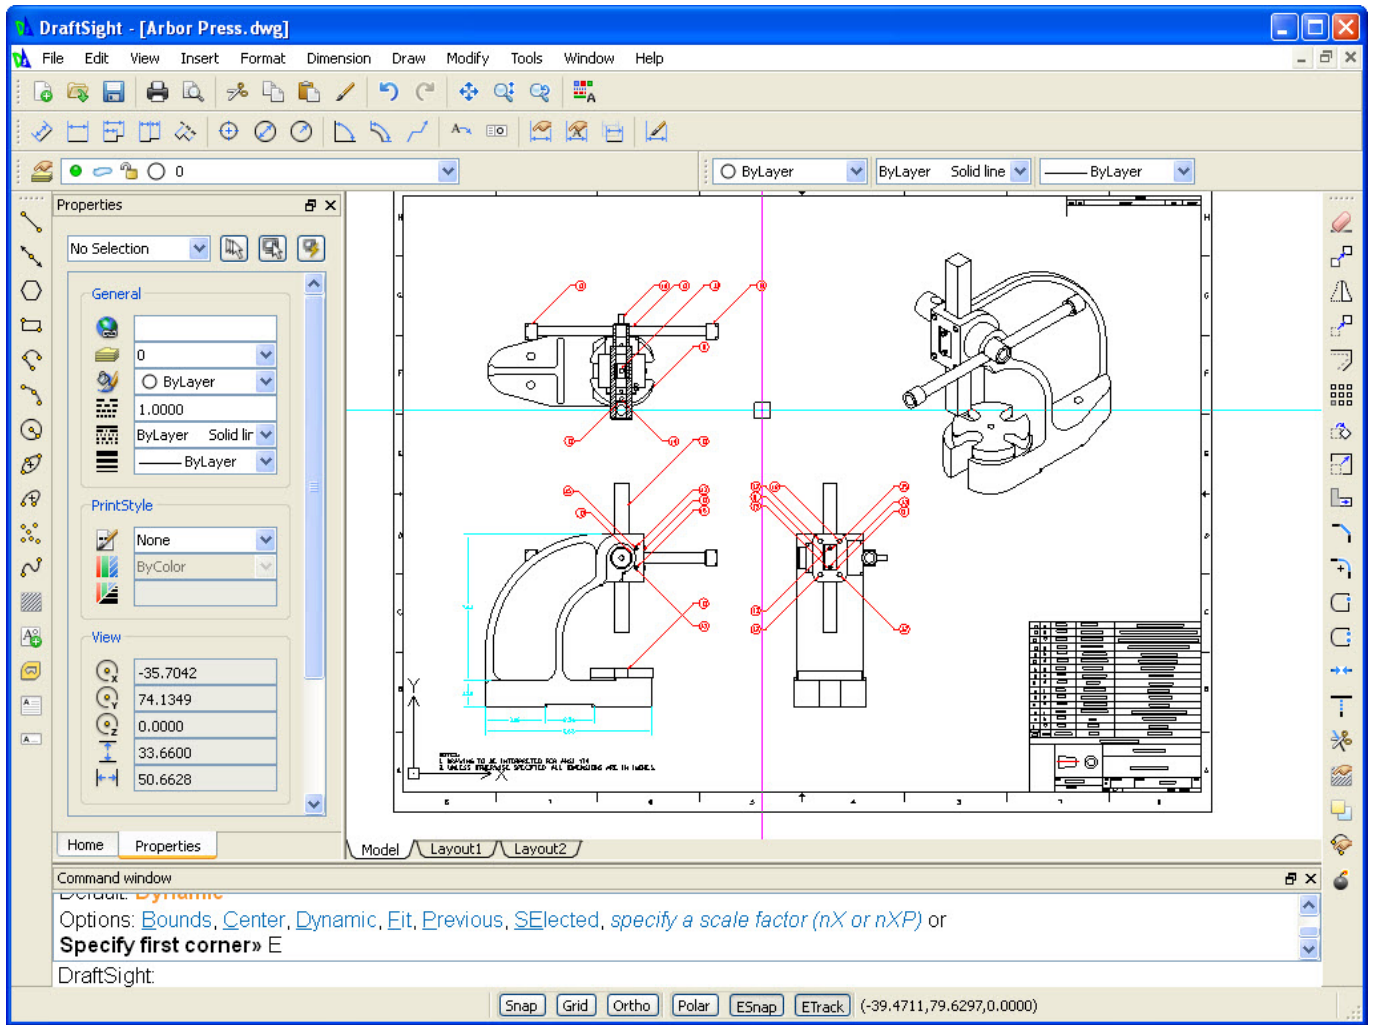 DraftSight - [Arbor Press.dwg]
File Edit View Insert Format Dimension Draw Modify Tools Window Help
0 ByLayer ByLayer Solid line ByLayer
Properties
No Selection
General
0
ByLayer
1.0000
ByLayer Solid lir
ByLayer
PrintStyle
None
ByColor
View
-35.7042
74.1349
0.0000
33.6600
50.6628
Y
X
NOTES:
Home Properties
Model Layout1 Layout2
Command window
Default: Dynamic
Options: Bounds, Center, Dynamic, Fit, Previous, SElected, specify a scale factor (nX or nXP) or
Specify first corner» E
DraftSight:
Snap Grid Ortho Polar ESnap ETrack (-39.4711,79.6297,0.0000)